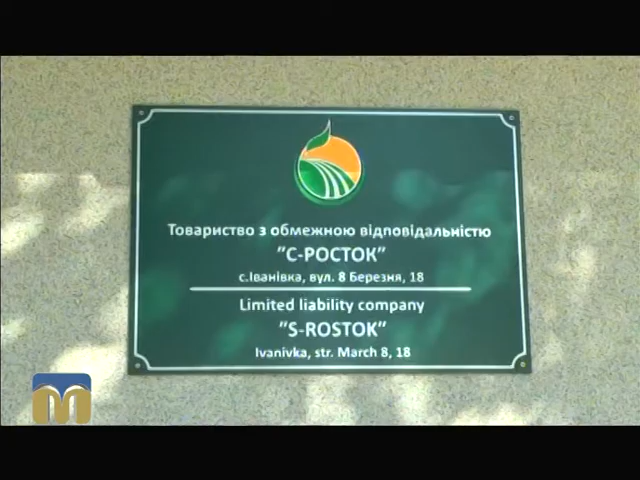 Товариство з обмежною відповідальністю
"С-РОСТОК"
с.Іванівка, вул. 8 Березня, 18
Limited liability company
"S-ROSTOK"
Ivanivka, str. March 8, 18